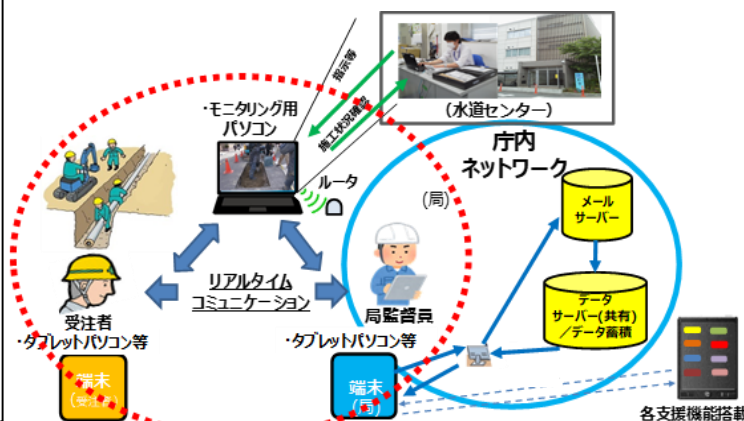 指示等
施工状況確認
(水道センター)
・モニタリング用
パソコン
ルータ
庁内
ネットワーク
(局)
メール
サーバー
データ
サーバー(共有)
／データ蓄積
リアルタイム
コミュニケーション
受注者
・タブレットパソコン等
局監督員
・タブレットパソコン等
端末
(受注者)
端末
(局)
各支援機能搭載